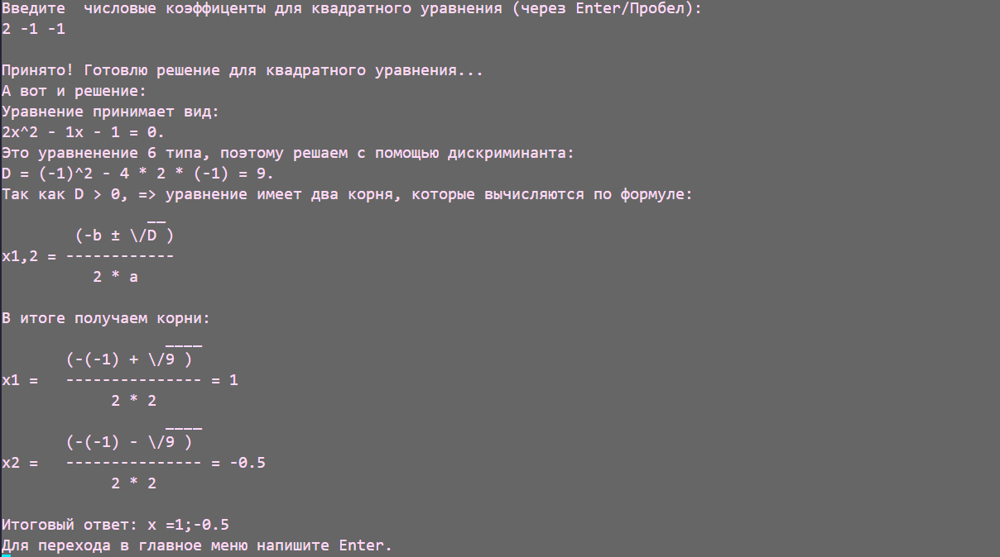 Введите  числовые коэффиценты для квадратного уравнения (через Enter/Пробел):
2 -1 -1
Принято! Готовлю решение для квадратного уравнения...
А вот и решение:
Уравнение принимает вид:
2x^2 - 1x - 1 = 0.
Это уравненение 6 типа, поэтому решаем с помощью дискриминанта:
D = (-1)^2 - 4 * 2 * (-1) = 9.
Так как D > 0, => уравнение имеет два корня, которые вычисляются по формуле:
                __
        (-b ± \/D )
x1,2 = ------------
          2 * a
В итоге получаем корни:
                  ____
       (-(-1) + \/9 )
x1 =   --------------- = 1
            2 * 2
                  ____
       (-(-1) - \/9 )
x2 =   --------------- = -0.5
            2 * 2
Итоговый ответ: x =1;-0.5
Для перехода в главное меню напишите Enter.